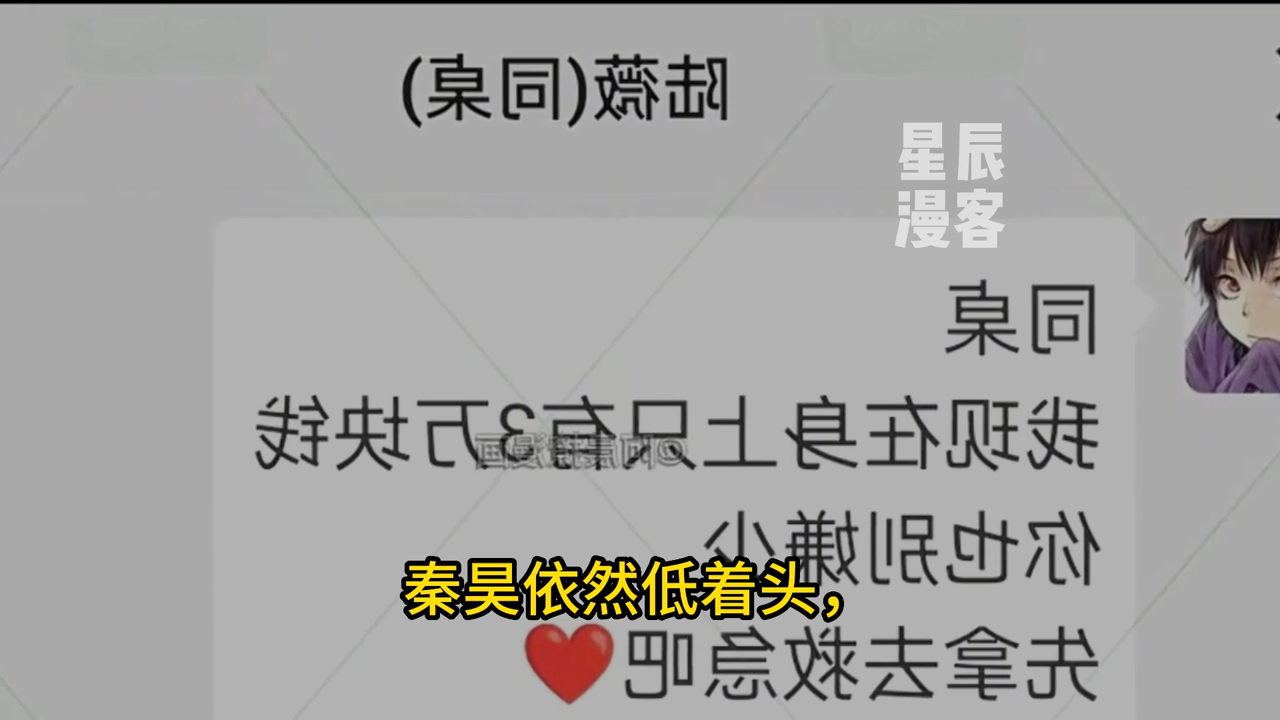 陆薇(同桌)
星辰
漫客
同桌
我现在身上只有3万块钱
你也别嫌少
先拿去救急吧❤️
秦昊依然低着头，